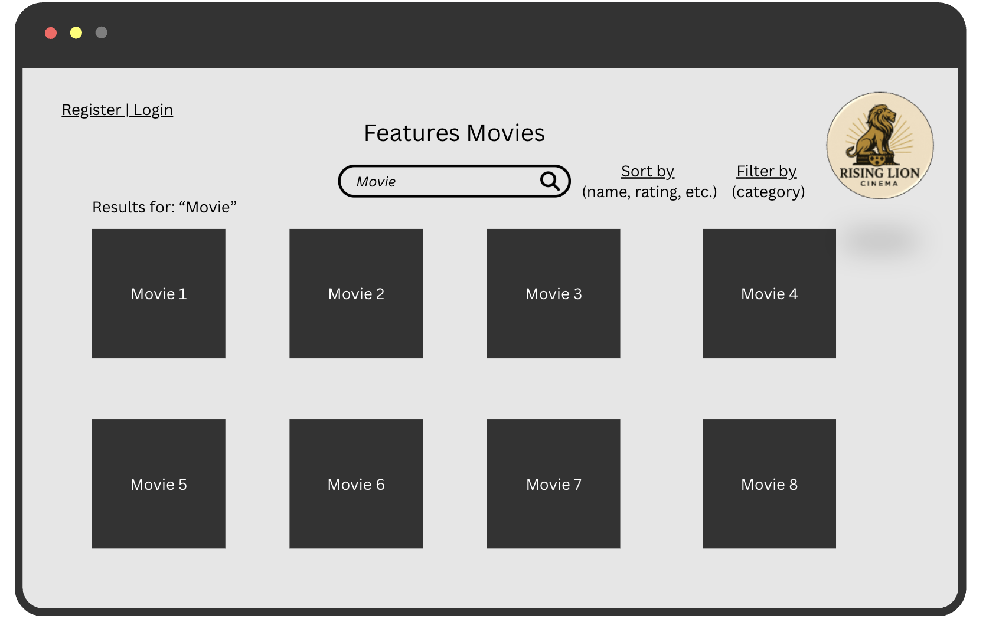 Register | Login
Features Movies
Movie
Sort by
(name, rating, etc.)
Filter by
(category)
RISING LION
CINEMA
Results for: “Movie”
Movie 1
Movie 2
Movie 3
Movie 4
Movie 5
Movie 6
Movie 7
Movie 8